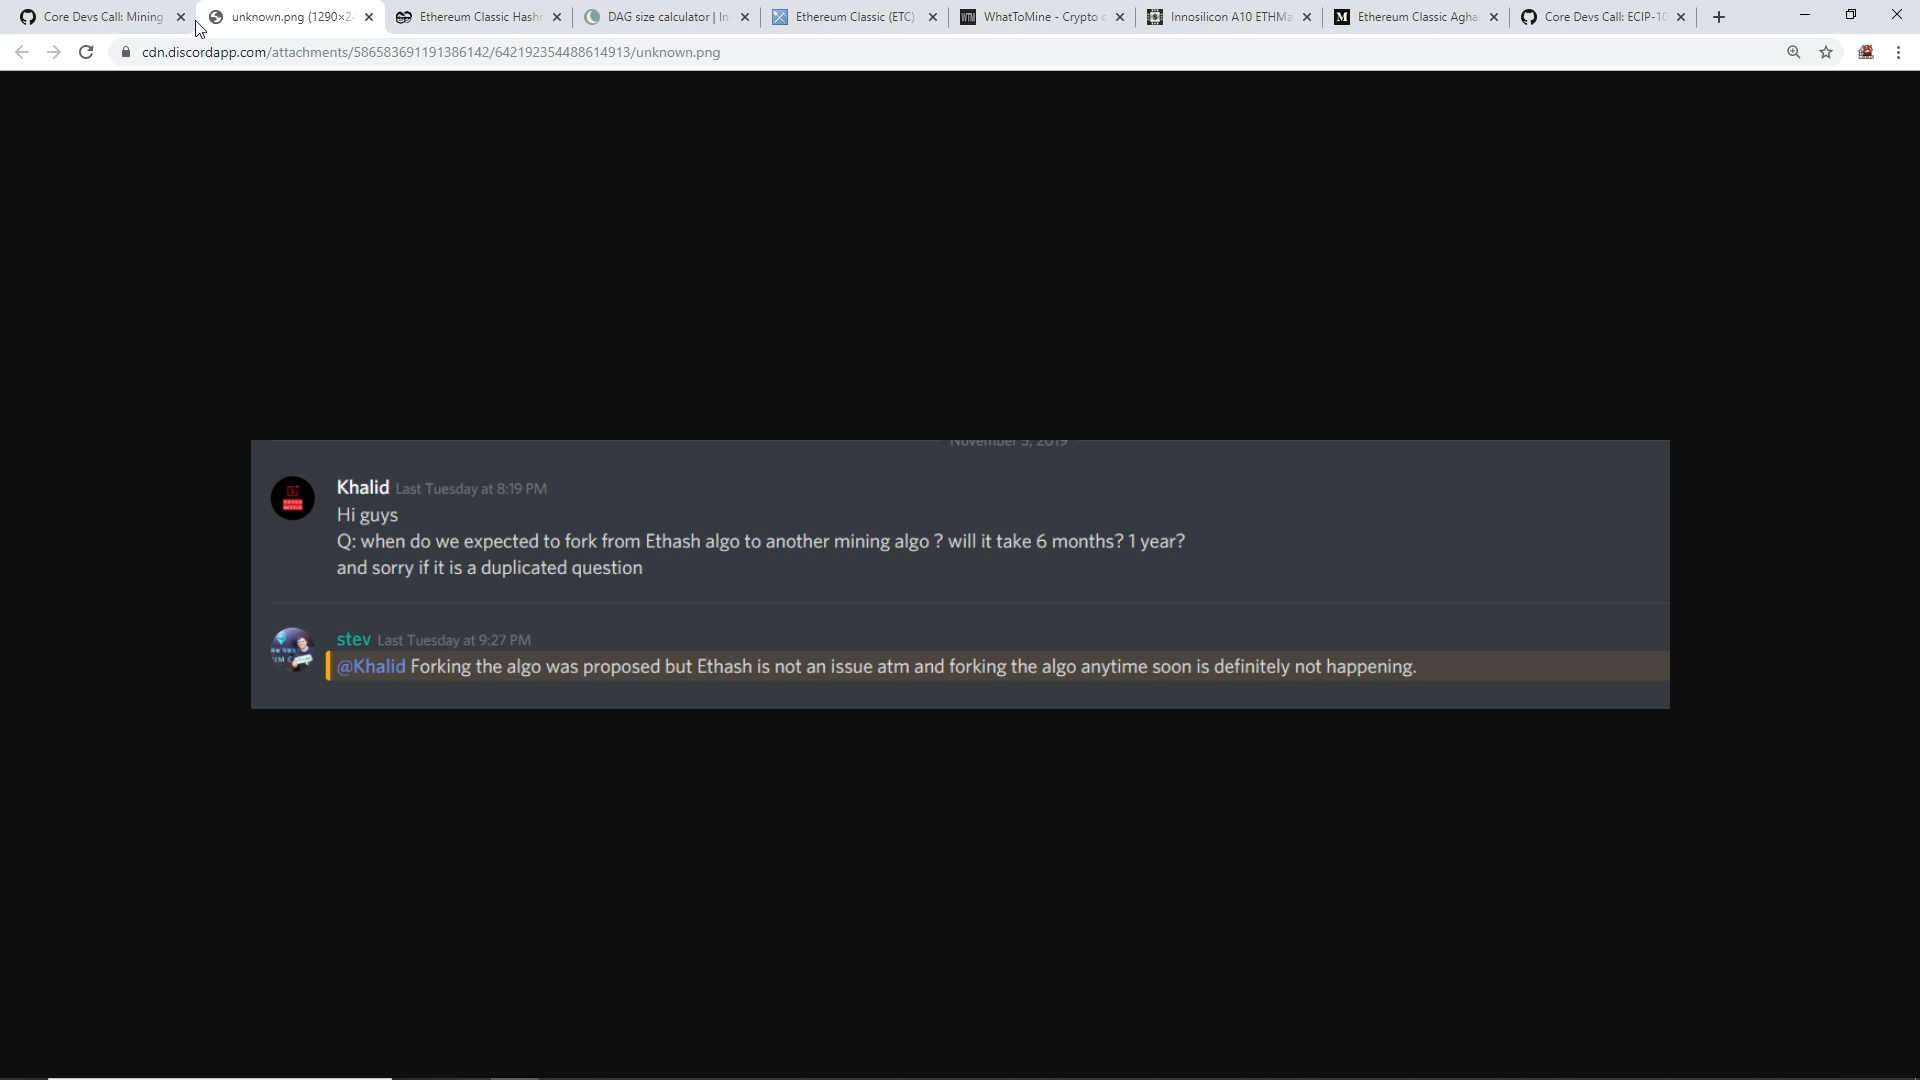 Core Devs Call: Mining
unknown.png (1290×2
Ethereum Classic Hashr
DAG size calculator | In
Ethereum Classic (ETC)
WhatToMine - Crypto c
Innosilicon A10 ETHMa
Ethereum Classic Agha
Core Devs Call: ECIP-10
cdn.discordapp.com/attachments/586583691191386142/642192354488614913/unknown.png
November 5, 2019
Khalid Last Tuesday at 8:19 PM
Hi guys
Q: when do we expected to fork from Ethash algo to another mining algo ? will it take 6 months? 1 year?
and sorry if it is a duplicated question
stev Last Tuesday at 9:27 PM
@Khalid Forking the algo was proposed but Ethash is not an issue atm and forking the algo anytime soon is definitely not happening.